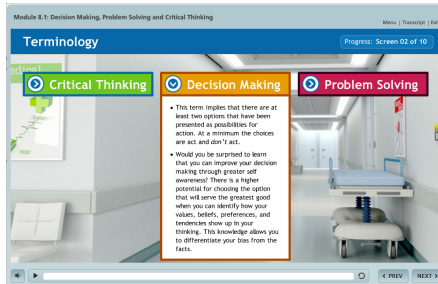 Module 8.1: Decision Making, Problem Solving and Critical Thinking
Menu | Transcript | Exit
Terminology
Progress: Screen 02 of 10
Critical Thinking
Decision Making
Problem Solving
• This term implies that there are at
least two options that have been
presented as possibilities for
action. At a minimum the choices
are act and don't act.
• Would you be surprised to learn
that you can improve your decision
making through greater self
awareness? There is a higher
potential for choosing the option
that will serve the greatest good
when you can identify how your
values, beliefs, preferences, and
tendencies show up in your
thinking. This knowledge allows you
to differentiate your bias from the
facts.
< PREV
NEXT >